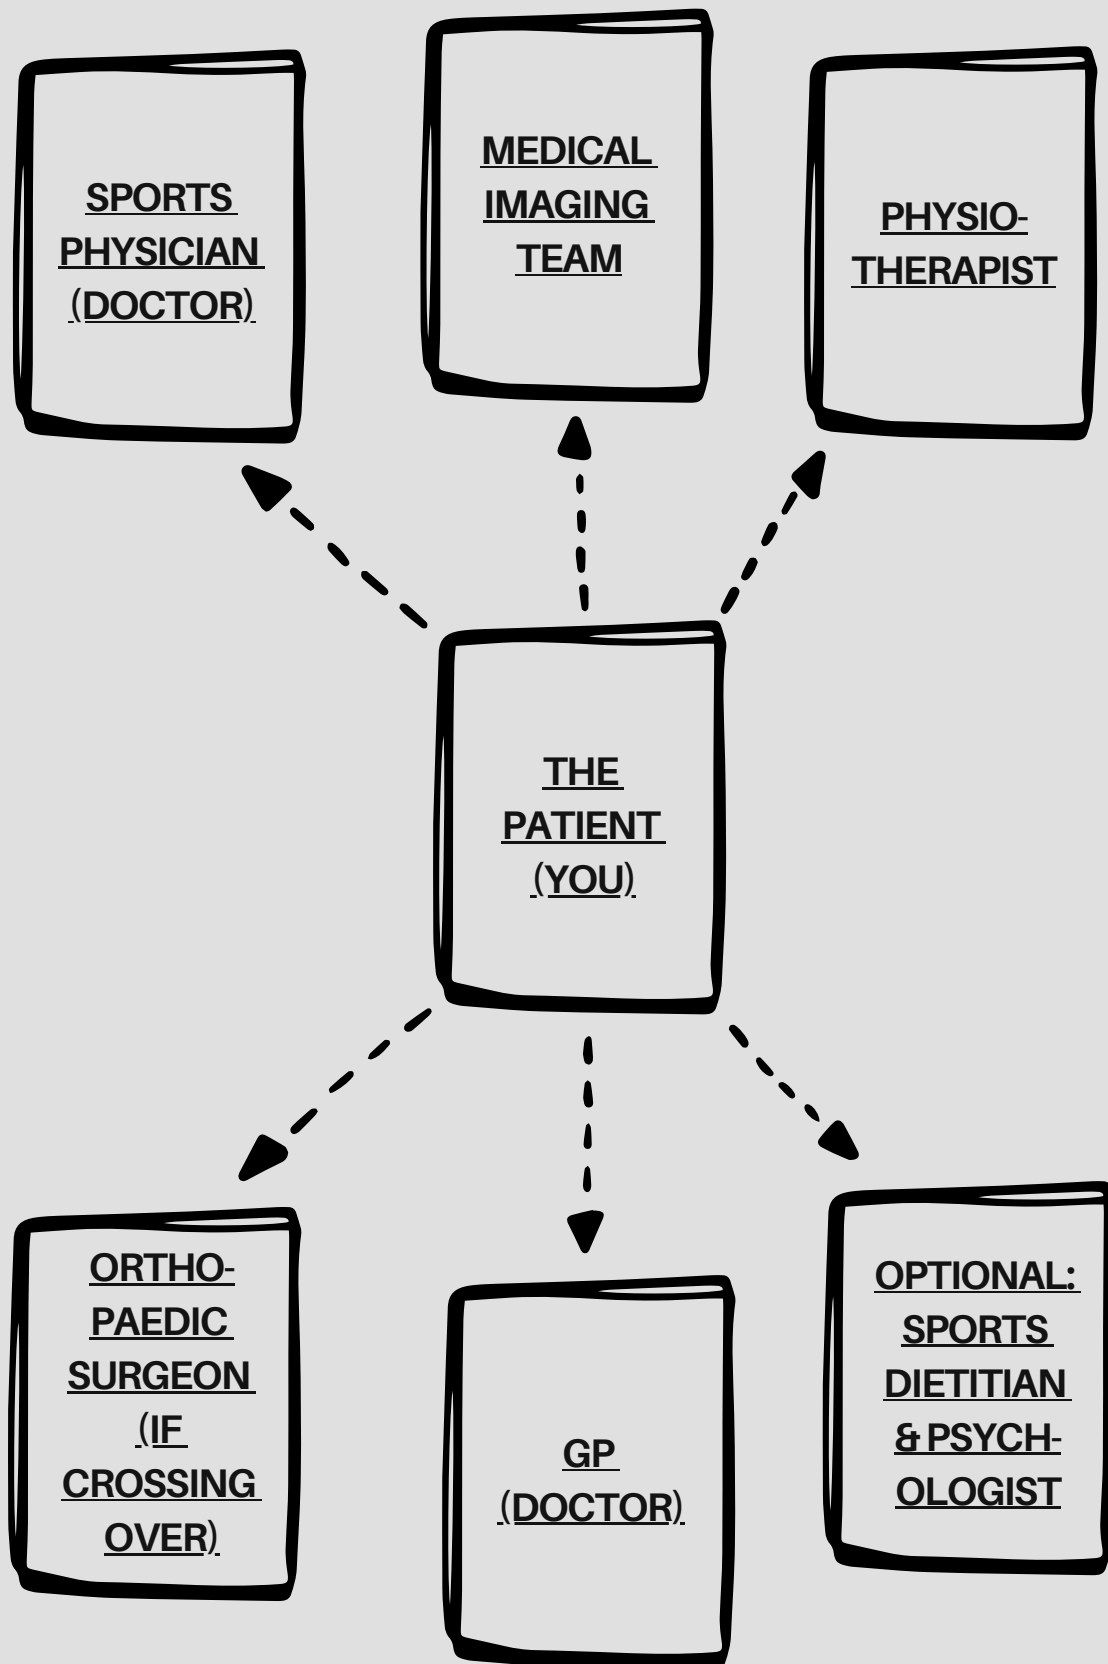 SPORTS
PHYSICIAN
(DOCTOR)
MEDICAL
IMAGING
TEAM
PHYSIO-
THERAPIST
THE
PATIENT
(YOU)
ORTHO-
PAEDIC
SURGEON
(IF
CROSSING
OVER)
GP
(DOCTOR)
OPTIONAL:
SPORTS
DIETITIAN
& PSYCH-
OLOGIST